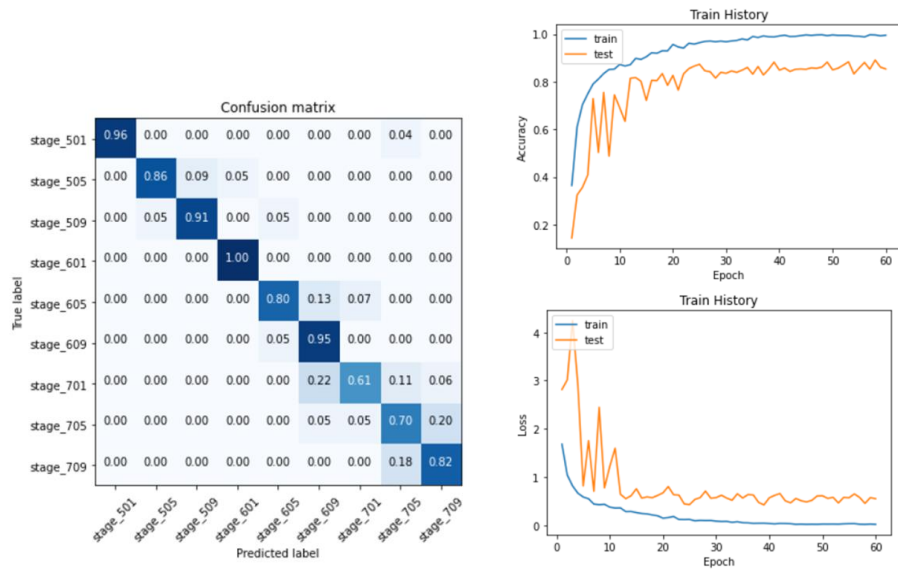 Confusion matrix
True label
stage_501 0.96 0.00 0.00 0.00 0.00 0.00 0.00 0.04 0.00
stage_505 0.00 0.86 0.09 0.05 0.00 0.00 0.00 0.00 0.00
stage_509 0.00 0.05 0.91 0.00 0.05 0.00 0.00 0.00 0.00
stage_601 0.00 0.00 0.00 1.00 0.00 0.00 0.00 0.00 0.00
stage_605 0.00 0.00 0.00 0.00 0.80 0.13 0.07 0.00 0.00
stage_609 0.00 0.00 0.00 0.00 0.05 0.95 0.00 0.00 0.00
stage_701 0.00 0.00 0.00 0.00 0.00 0.22 0.61 0.11 0.06
stage_705 0.00 0.00 0.00 0.00 0.00 0.05 0.05 0.70 0.20
stage_709 0.00 0.00 0.00 0.00 0.00 0.00 0.00 0.18 0.82
stage_501 stage_505 stage_509 stage_601 stage_605 stage_609 stage_701 stage_705 stage_709
Predicted label
Train History
train
test
Accuracy
1.0
0.8
0.6
0.4
0.2
0 10 20 30 40 50 60
Epoch
Train History
train
test
Loss
4
3
2
1
0
0 10 20 30 40 50 60
Epoch